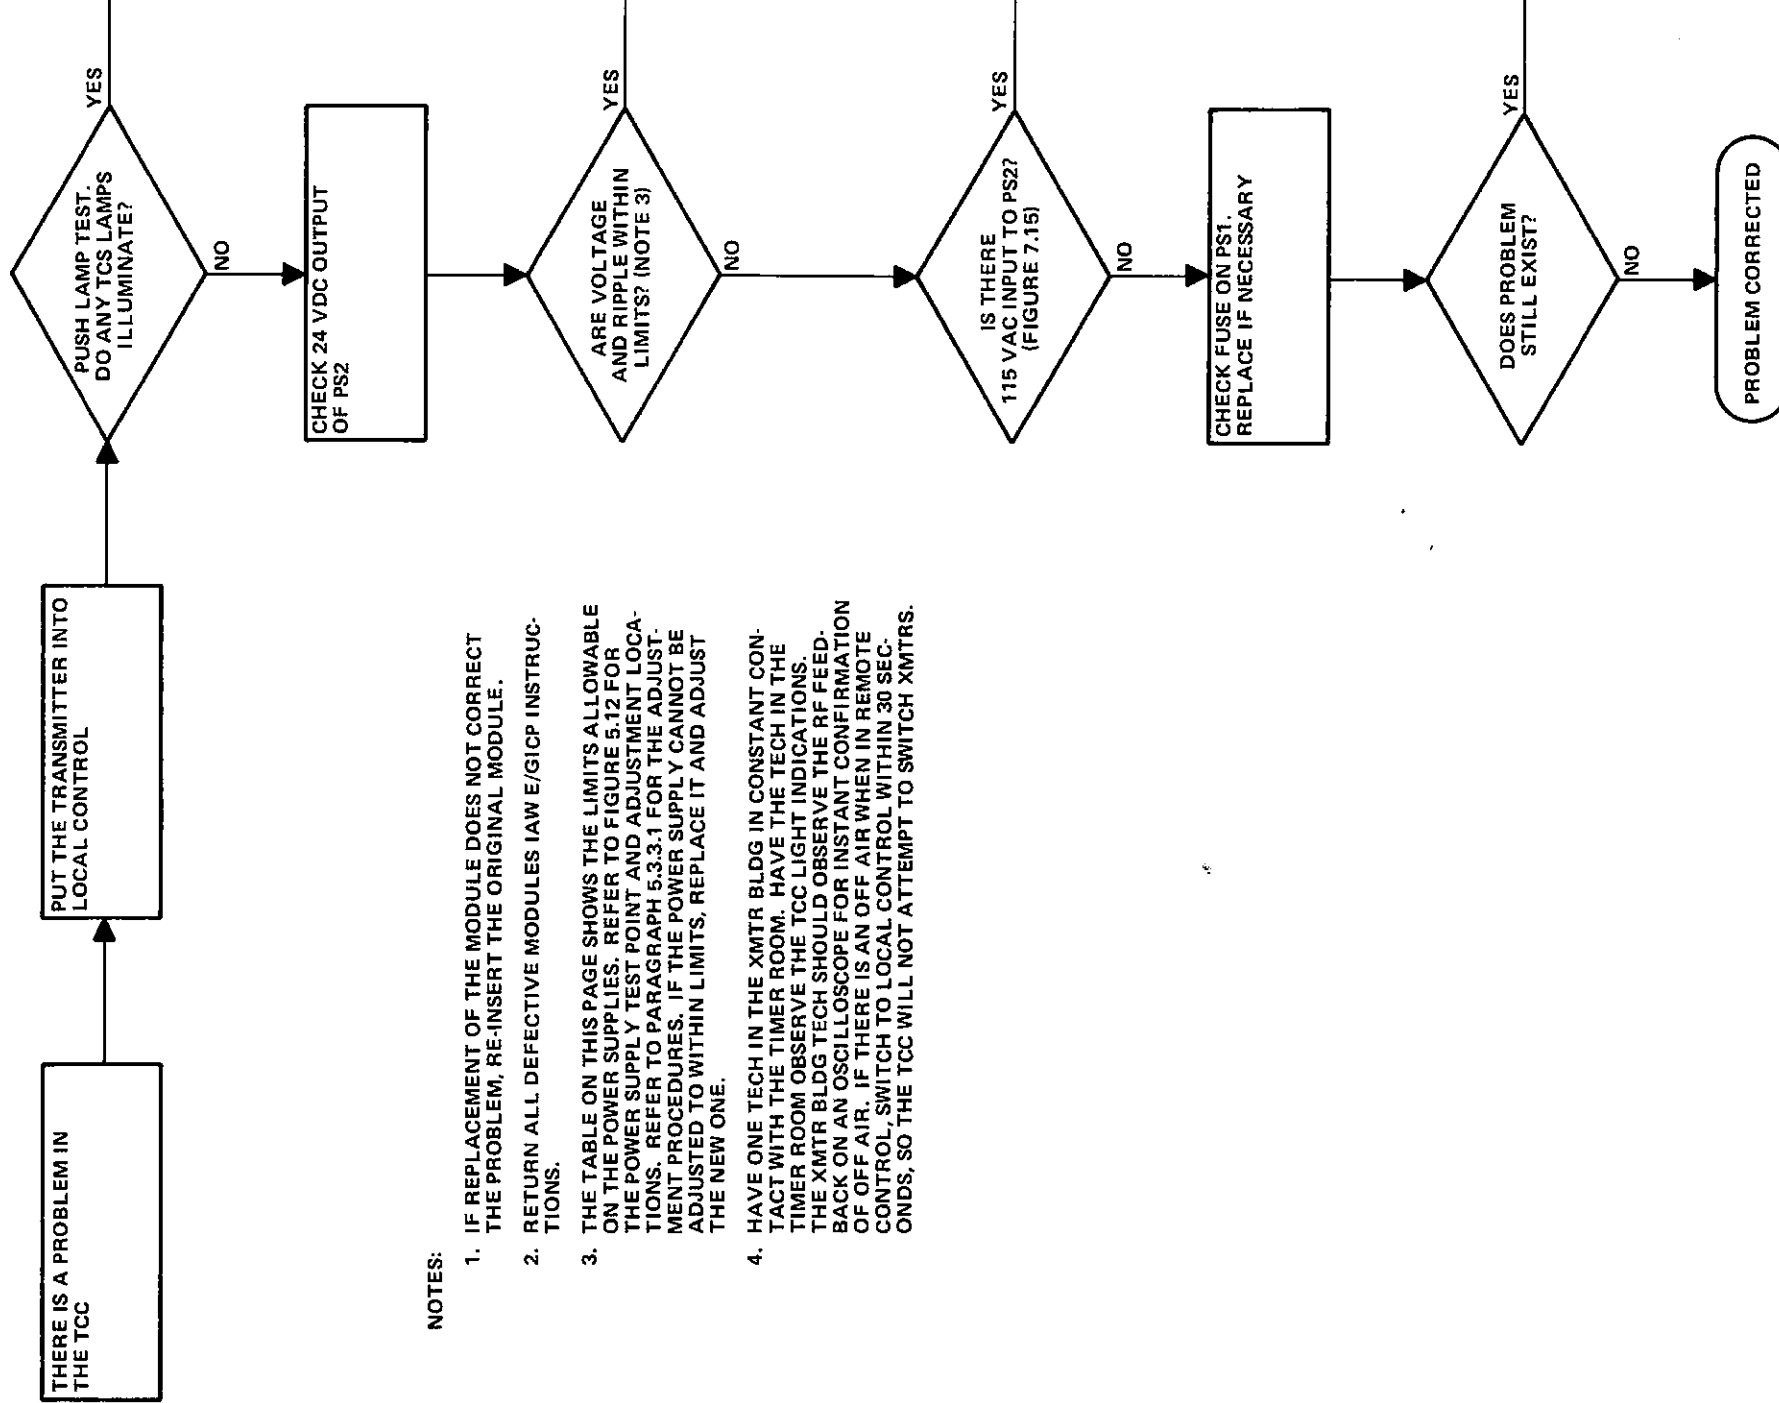 THERE IS A PROBLEM IN
THE TCC
PUT THE TRANSMITTER INTO
LOCAL CONTROL
PUSH LAMP TEST.
DO ANY TCS LAMPS
ILLUMINATE?
YES
NO
CHECK 24 VDC OUTPUT
OF PS2
ARE VOLTAGE
AND RIPPLE WITHIN
LIMITS? (NOTE 3)
YES
NO
IS THERE
115 VAC INPUT TO PS2?
(FIGURE 7.15)
YES
NO
CHECK FUSE ON PS1.
REPLACE IF NECESSARY
DOES PROBLEM
STILL EXIST?
YES
NO
PROBLEM CORRECTED
NOTES:
1. IF REPLACEMENT OF THE MODULE DOES NOT CORRECT
THE PROBLEM, RE-INSERT THE ORIGINAL MODULE.
2. RETURN ALL DEFECTIVE MODULES IAW E/GICP INSTRUC-
TIONS.
3. THE TABLE ON THIS PAGE SHOWS THE LIMITS ALLOWABLE
ON THE POWER SUPPLIES. REFER TO FIGURE 5.12 FOR
THE POWER SUPPLY TEST POINT AND ADJUSTMENT LOCA-
TIONS. REFER TO PARAGRAPH 5.3.3.1 FOR THE ADJUST-
MENT PROCEDURES. IF THE POWER SUPPLY CANNOT BE
ADJUSTED TO WITHIN LIMITS, REPLACE IT AND ADJUST
THE NEW ONE.
4. HAVE ONE TECH IN THE XMTR BLDG IN CONSTANT CON-
TACT WITH THE TIMER ROOM. HAVE THE TECH IN THE
TIMER ROOM OBSERVE THE TCC LIGHT INDICATIONS.
THE XMTR BLDG TECH SHOULD OBSERVE THE RF FEED-
BACK ON AN OSCILLOSCOPE FOR INSTANT CONFIRMATION
OF OFF AIR. IF THERE IS AN OFF AIR WHEN IN REMOTE
CONTROL, SWITCH TO LOCAL CONTROL WITHIN 30 SEC-
ONDS, SO THE TCC WILL NOT ATTEMPT TO SWITCH XMTRS.